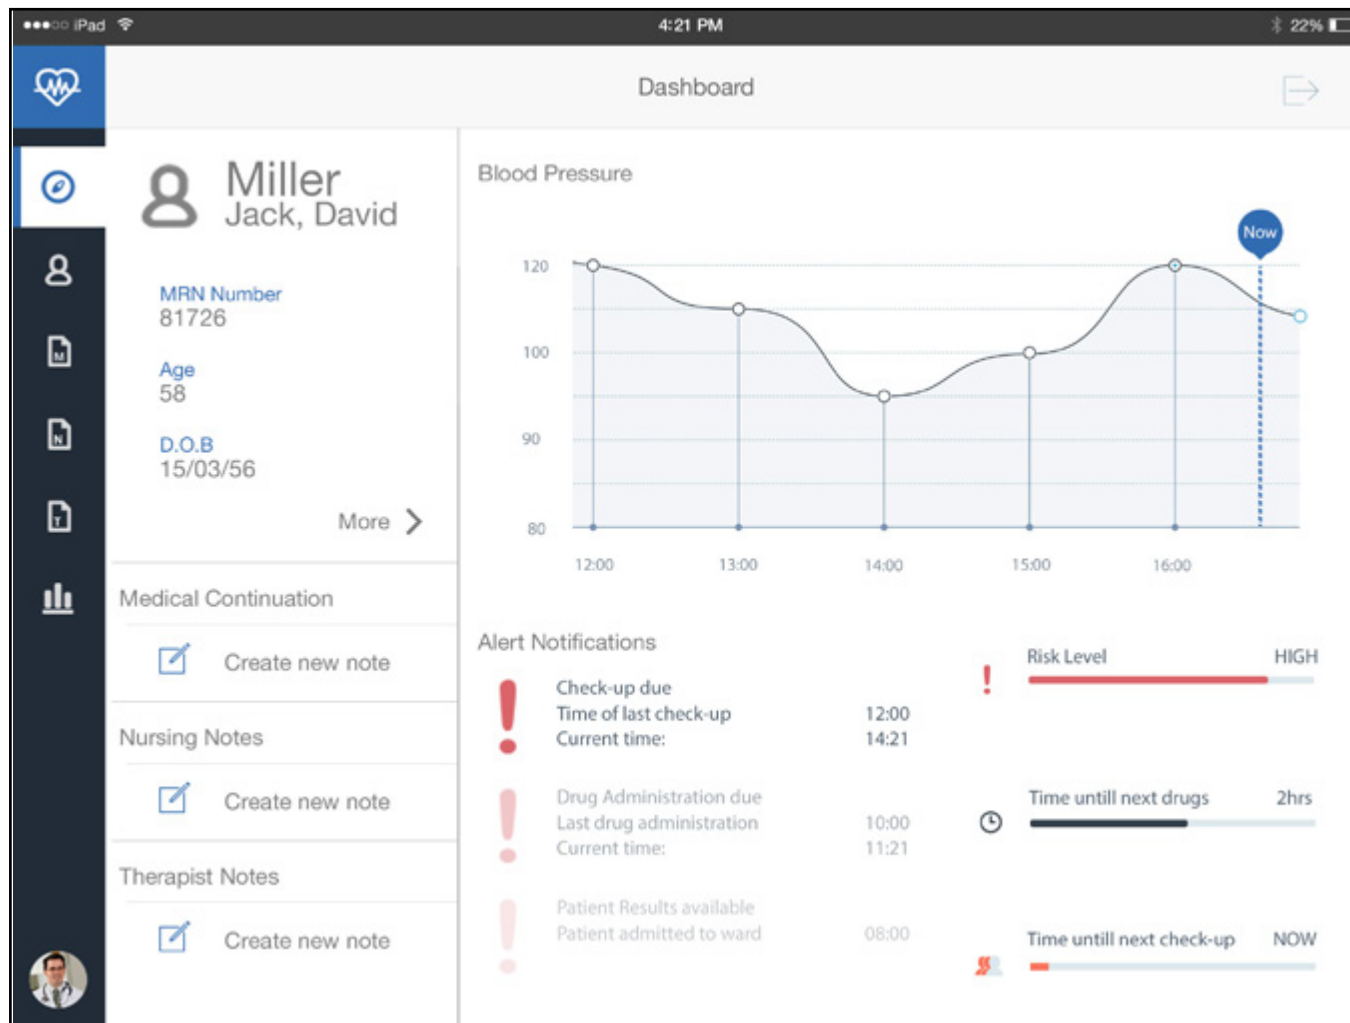 iPad
4:21 PM
22%
Dashboard
Miller
Jack, David
MRN Number
81726
Age
58
D.O.B
15/03/56
More
Medical Continuation
Create new note
Nursing Notes
Create new note
Therapist Notes
Create new note
M
N
T
Blood Pressure
Now
120
100
90
80
12:00
13:00
14:00
15:00
16:00
Alert Notifications
Check-up due
Time of last check-up 12:00
Current time: 14:21
Drug Administration due
Last drug administration 10:00
Current time: 11:21
Patient Results available
Patient admitted to ward 08:00
Risk Level HIGH
Time untill next drugs 2hrs
Time untill next check-up NOW